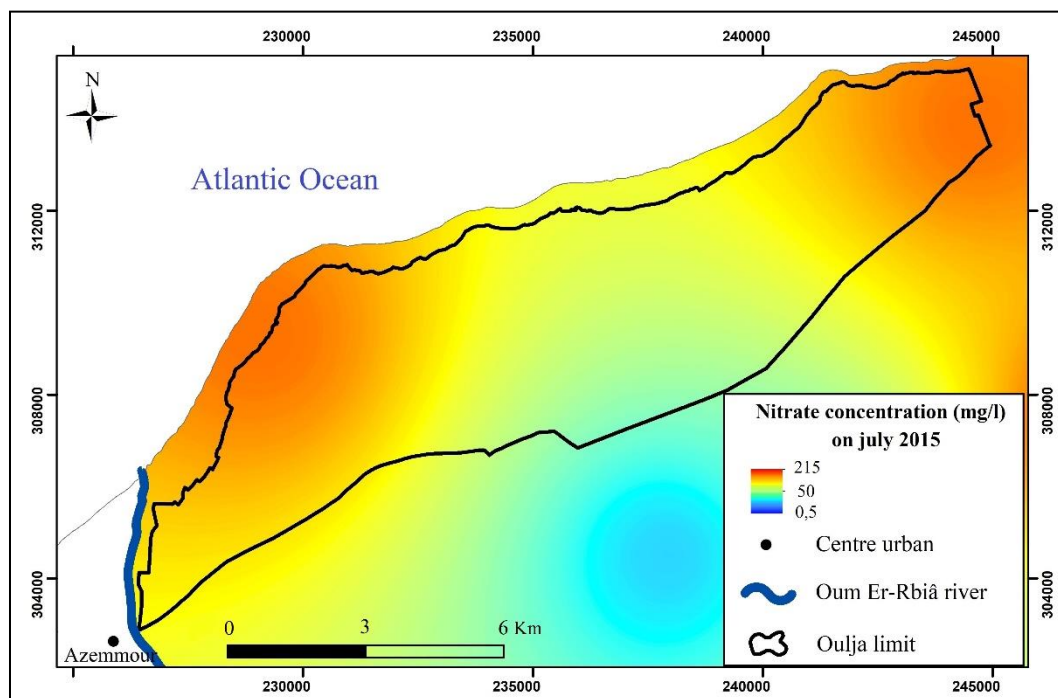 230000
235000
240000
245000
N
Atlantic Ocean
312000
312000
308000
308000
304000
304000
Nitrate concentration (mg/l)
on july 2015
215
50
0,5
Centre urban
Oum Er-Rbiâ river
Oulja limit
0
3
6 Km
Azemmour
230000
235000
240000
245000